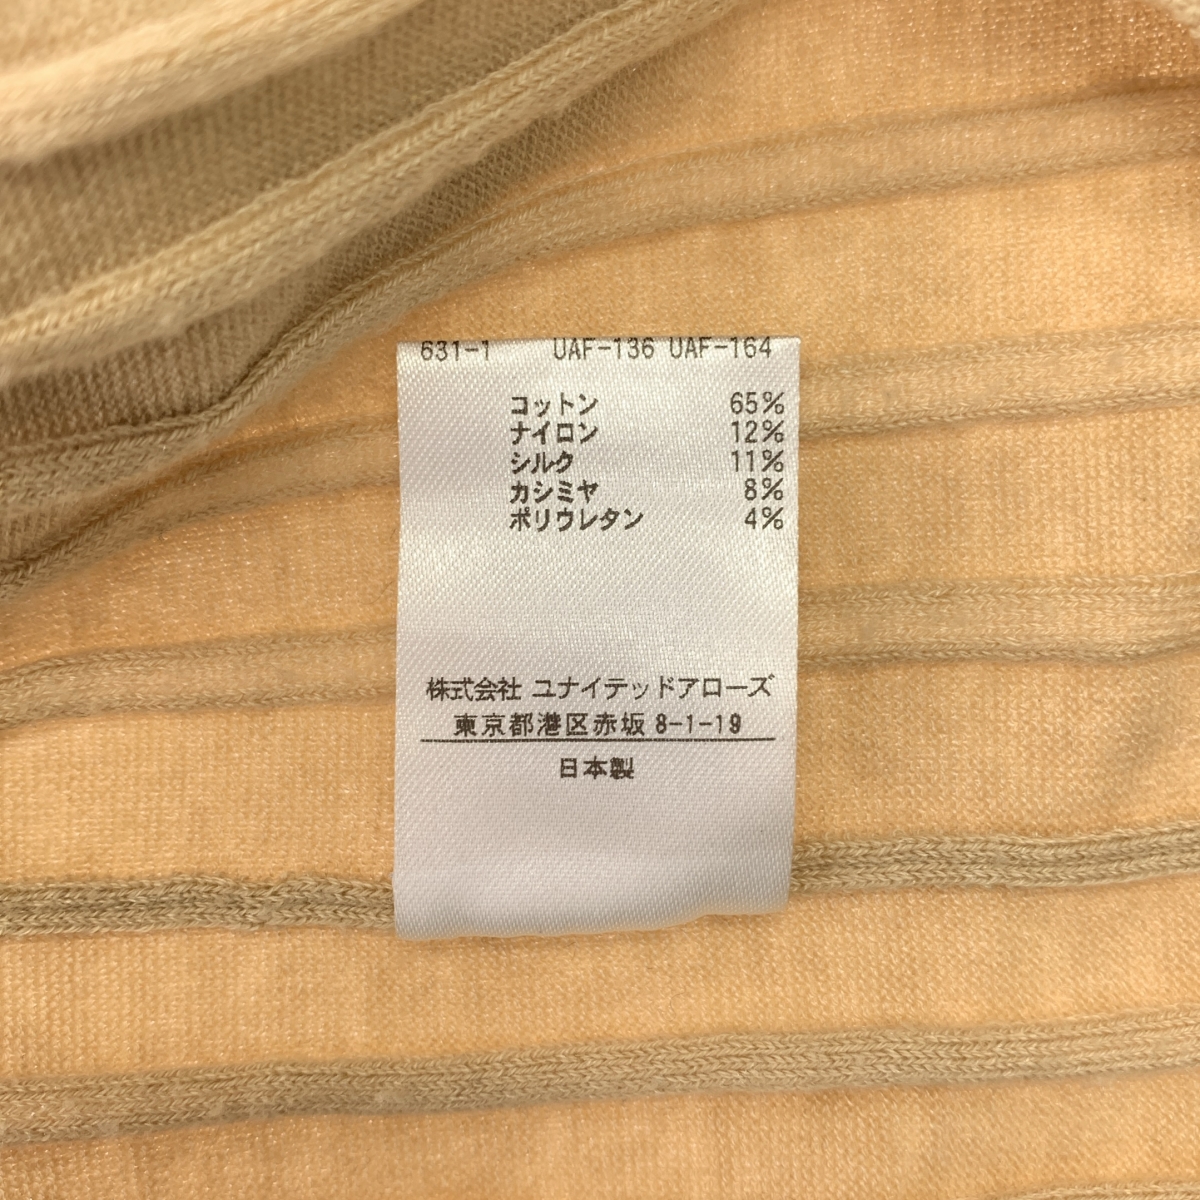 631-1 UAF-136 UAF-164
コットン 65%
ナイロン 12%
シルク 11%
カシミヤ 8%
ポリウレタン 4%
株式会社 ユナイテッドアローズ
東京都港区赤坂 8-1-19
日本製